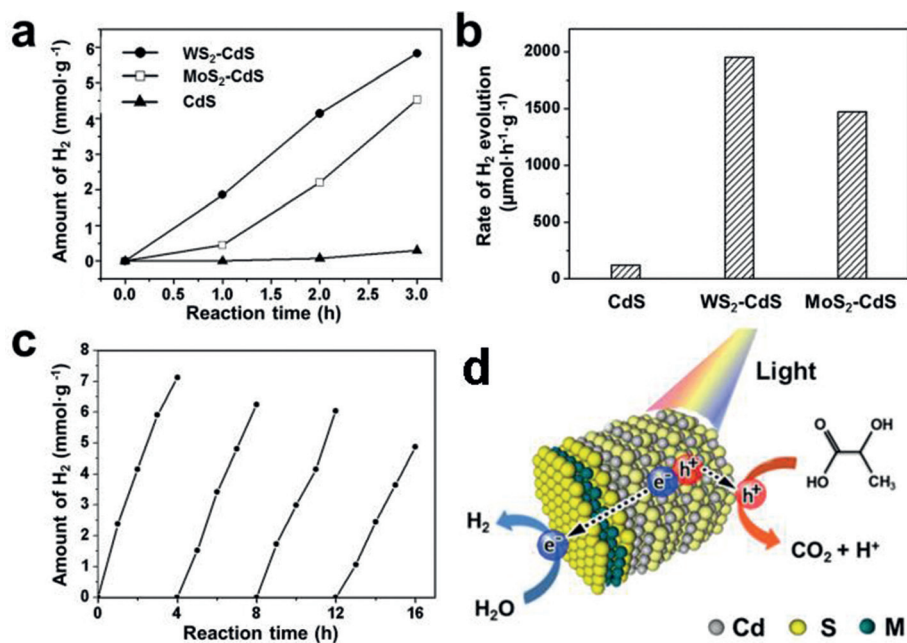 a
WS₂-CdS
MoS₂-CdS
CdS
Amount of H₂ (mmol·g⁻¹)
6
5
4
3
2
1
0
0.0 0.5 1.0 1.5 2.0 2.5 3.0
Reaction time (h)
b
Rate of H₂ evolution
(μmol·h⁻¹·g⁻¹)
2000
1500
1000
500
0
CdS WS₂-CdS MoS₂-CdS
c
Amount of H₂ (mmol·g⁻¹)
8
7
6
5
4
3
2
1
0
0 4 8 12 16
Reaction time (h)
d
Light
O
OH
HO
CH₃
e⁻
h⁺
h⁺
H₂
e⁻
CO₂ + H⁺
H₂O
Cd S M